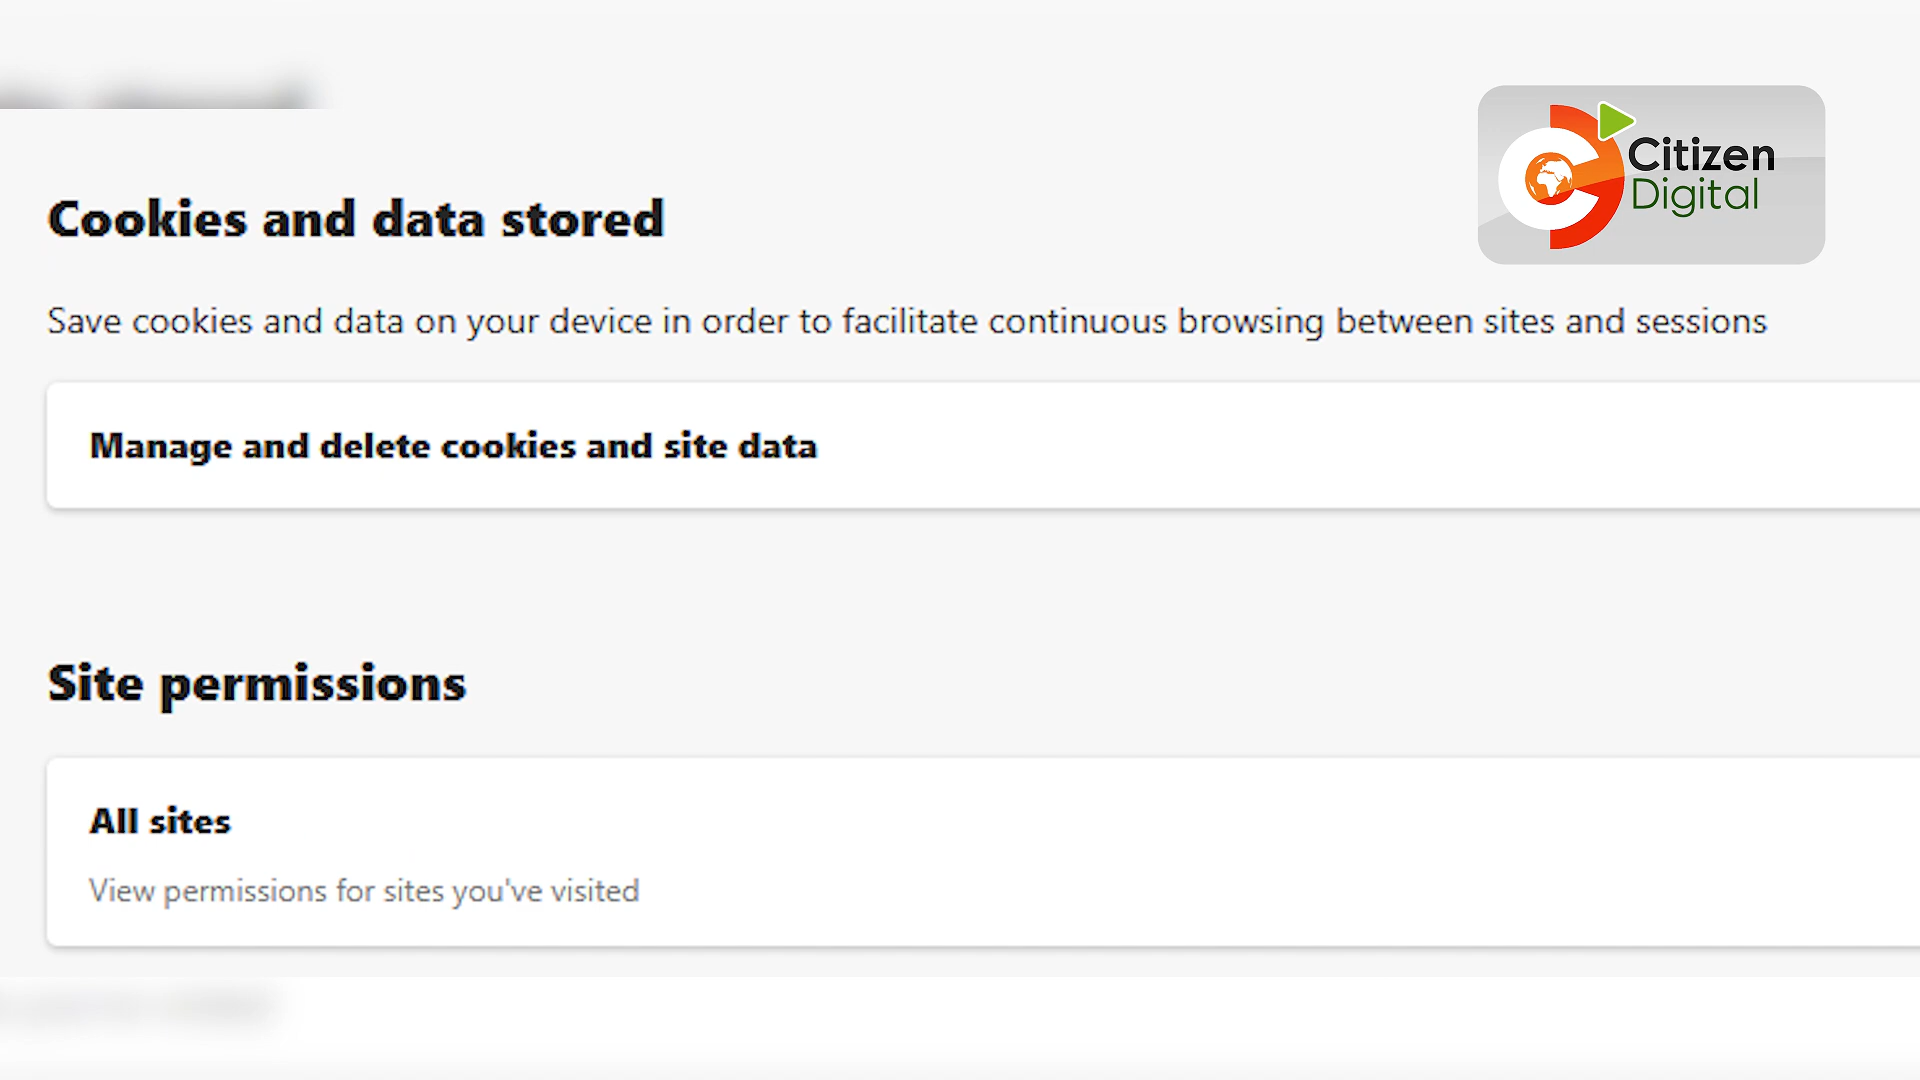 Citizen
Digital
Cookies and data stored
Save cookies and data on your device in order to facilitate continuous browsing between sites and sessions
Manage and delete cookies and site data
Site permissions
All sites
View permissions for sites you've visited